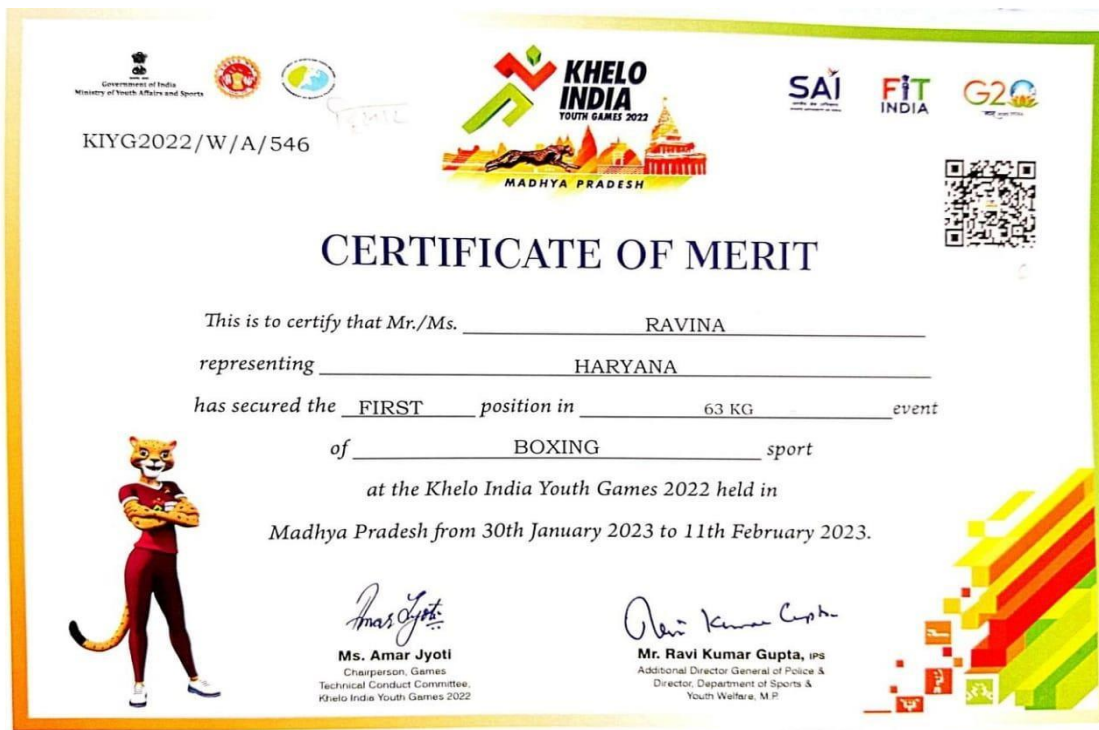 Government of India
Ministry of Youth Affairs and Sports
KIYG2022/W/A/546
KHELO
INDIA
YOUTH GAMES 2022
MADHYA PRADESH
SAI
FIT
INDIA
G20
CERTIFICATE OF MERIT
This is to certify that Mr./Ms. RAVINA
representing HARYANA
has secured the FIRST position in 63 KG event
of BOXING sport
at the Khelo India Youth Games 2022 held in
Madhya Pradesh from 30th January 2023 to 11th February 2023.
Amar Jyoti
Ms. Amar Jyoti
Chairperson, Games
Technical Conduct Committee,
Khelo India Youth Games 2022
Ravi Kumar Gupta
Mr. Ravi Kumar Gupta, IPS
Additional Director General of Police &
Director, Department of Sports &
Youth Welfare, M.P.